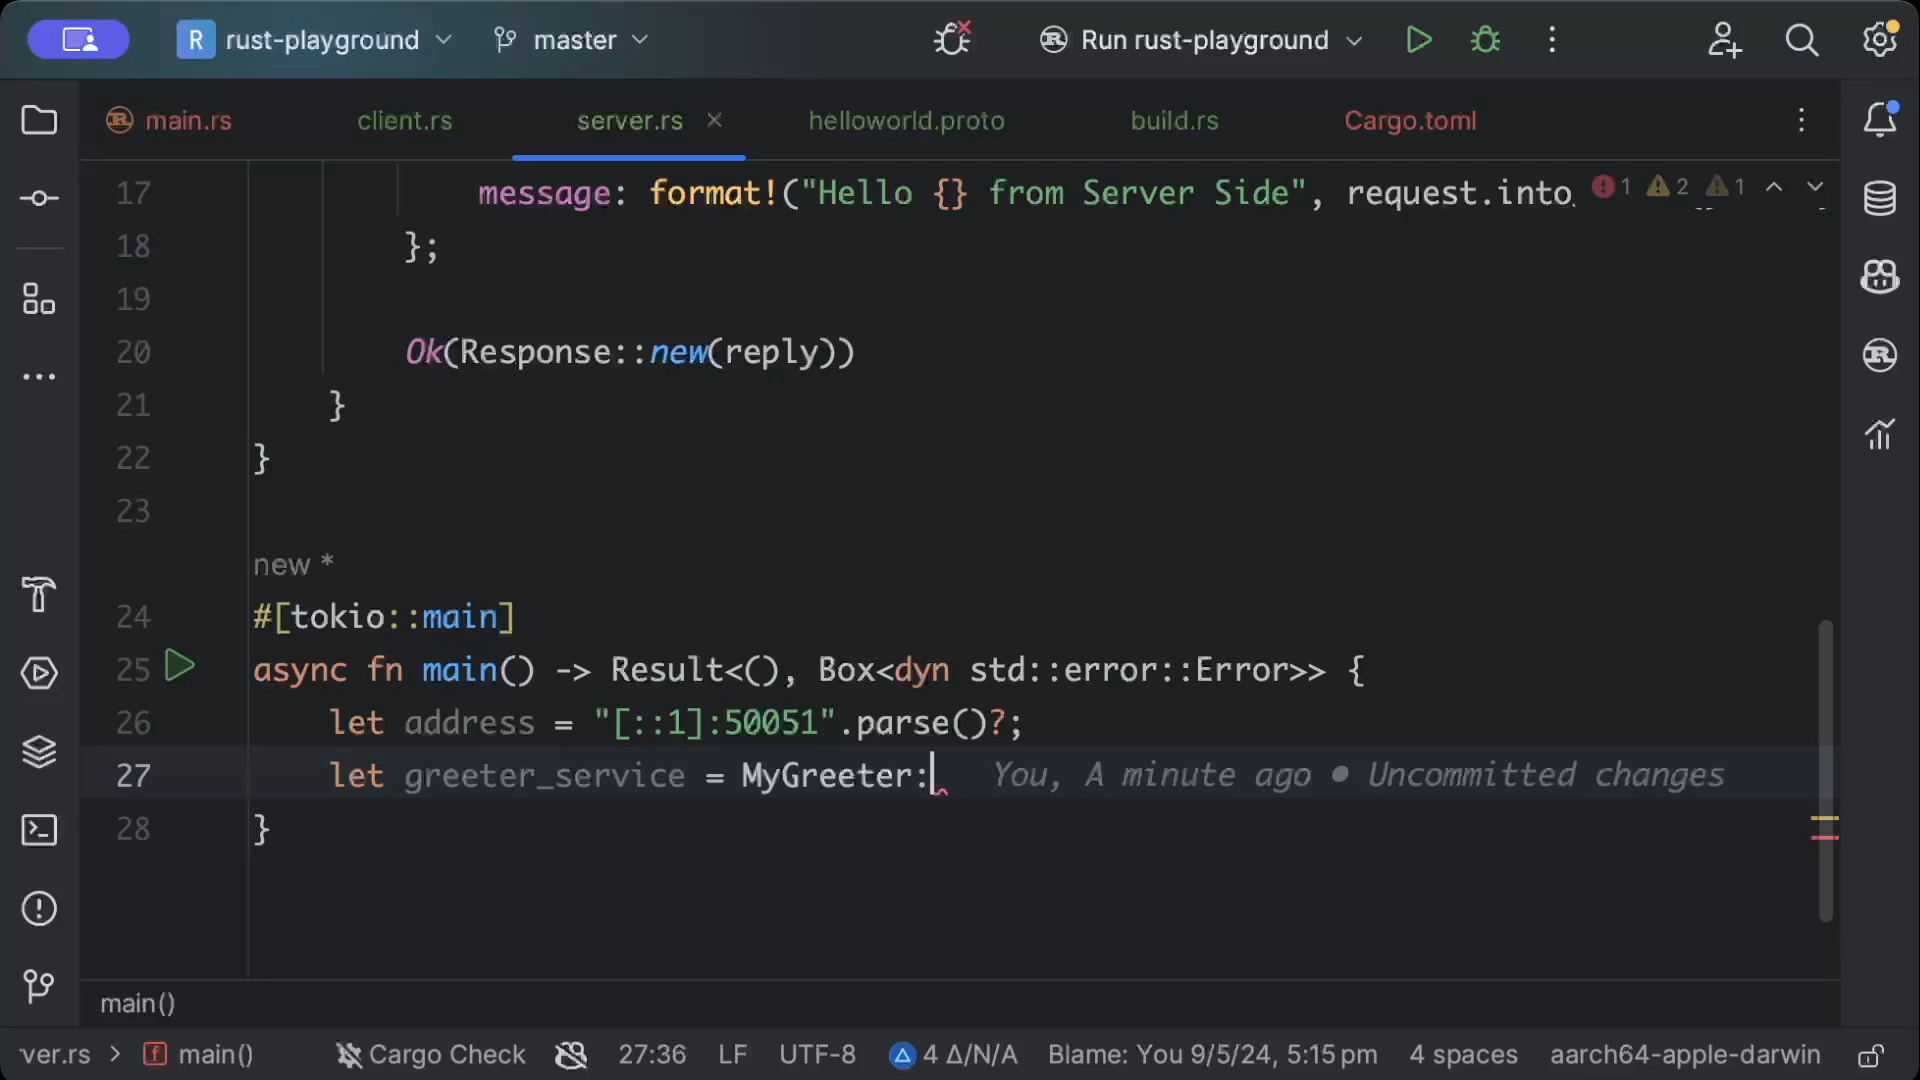 R rust-playground master Run rust-playground
main.rs client.rs server.rs helloworld.proto build.rs Cargo.toml
17 message: format!("Hello {} from Server Side", request.into 1 2 1
18 };
19
20 Ok(Response::new(reply))
21 }
22 }
23
new *
24 #[tokio::main]
25 async fn main() -> Result<(), Box<dyn std::error::Error>> {
26 let address = "[::1]:50051".parse()?;
27 let greeter_service = MyGreeter: You, A minute ago • Uncommitted changes
28 }
main()
ver.rs > f main() Cargo Check 27:36 LF UTF-8 4 Δ/N/A Blame: You 9/5/24, 5:15 pm 4 spaces aarch64-apple-darwin